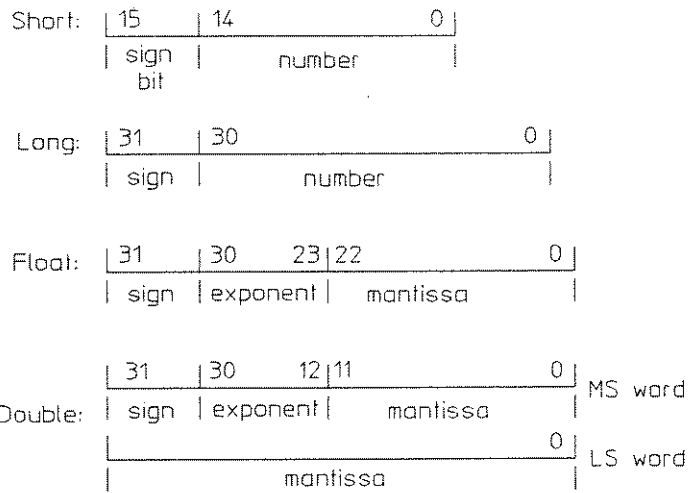 Short: 15 14 0
sign number
bit
Long: 31 30 0
sign number
Float: 31 30 23 22 0
sign exponent mantissa
31 30 12 11 0 MS word
Double: sign exponent mantissa
0 LS word
mantissa